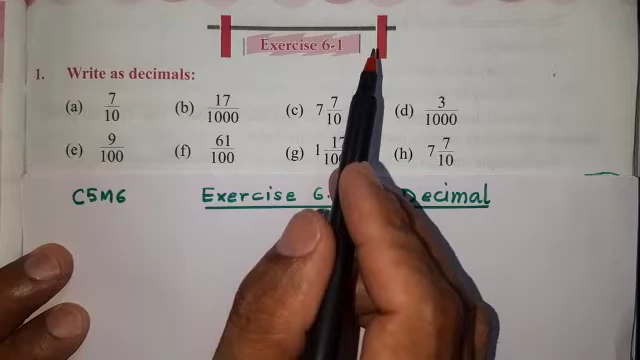 Exercise 6-1
1. Write as decimals:
(a) 7/10 (b) 17/1000 (c) 7 7/10 (d) 3/1000
(e) 9/100 (f) 61/100 (g) 1 (h) 7 7/10
C5M6 Exercise 6. Decimal